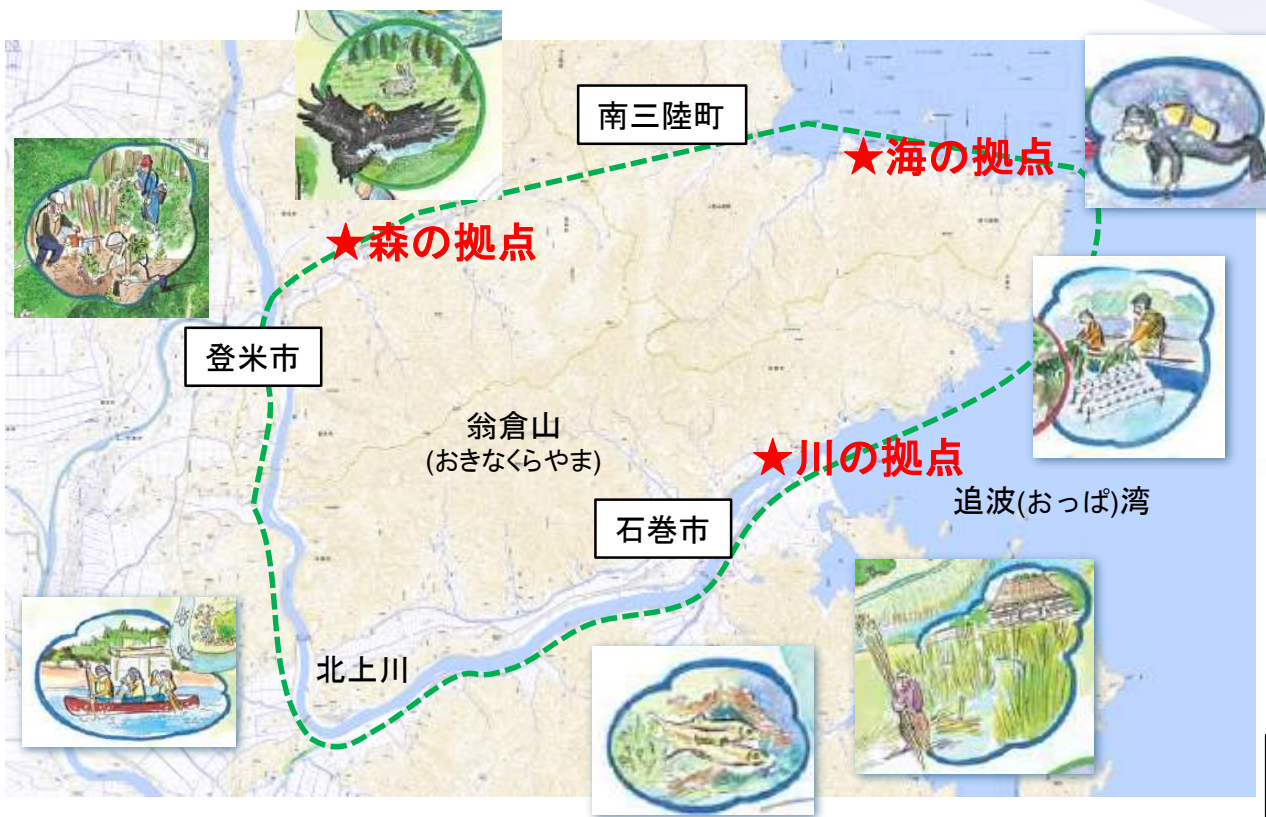 南三陸町
★海の拠点
★森の拠点
登米市
翁倉山
(おきなくらやま)
★川の拠点
追波(おっぱ)湾
石巻市
北上川